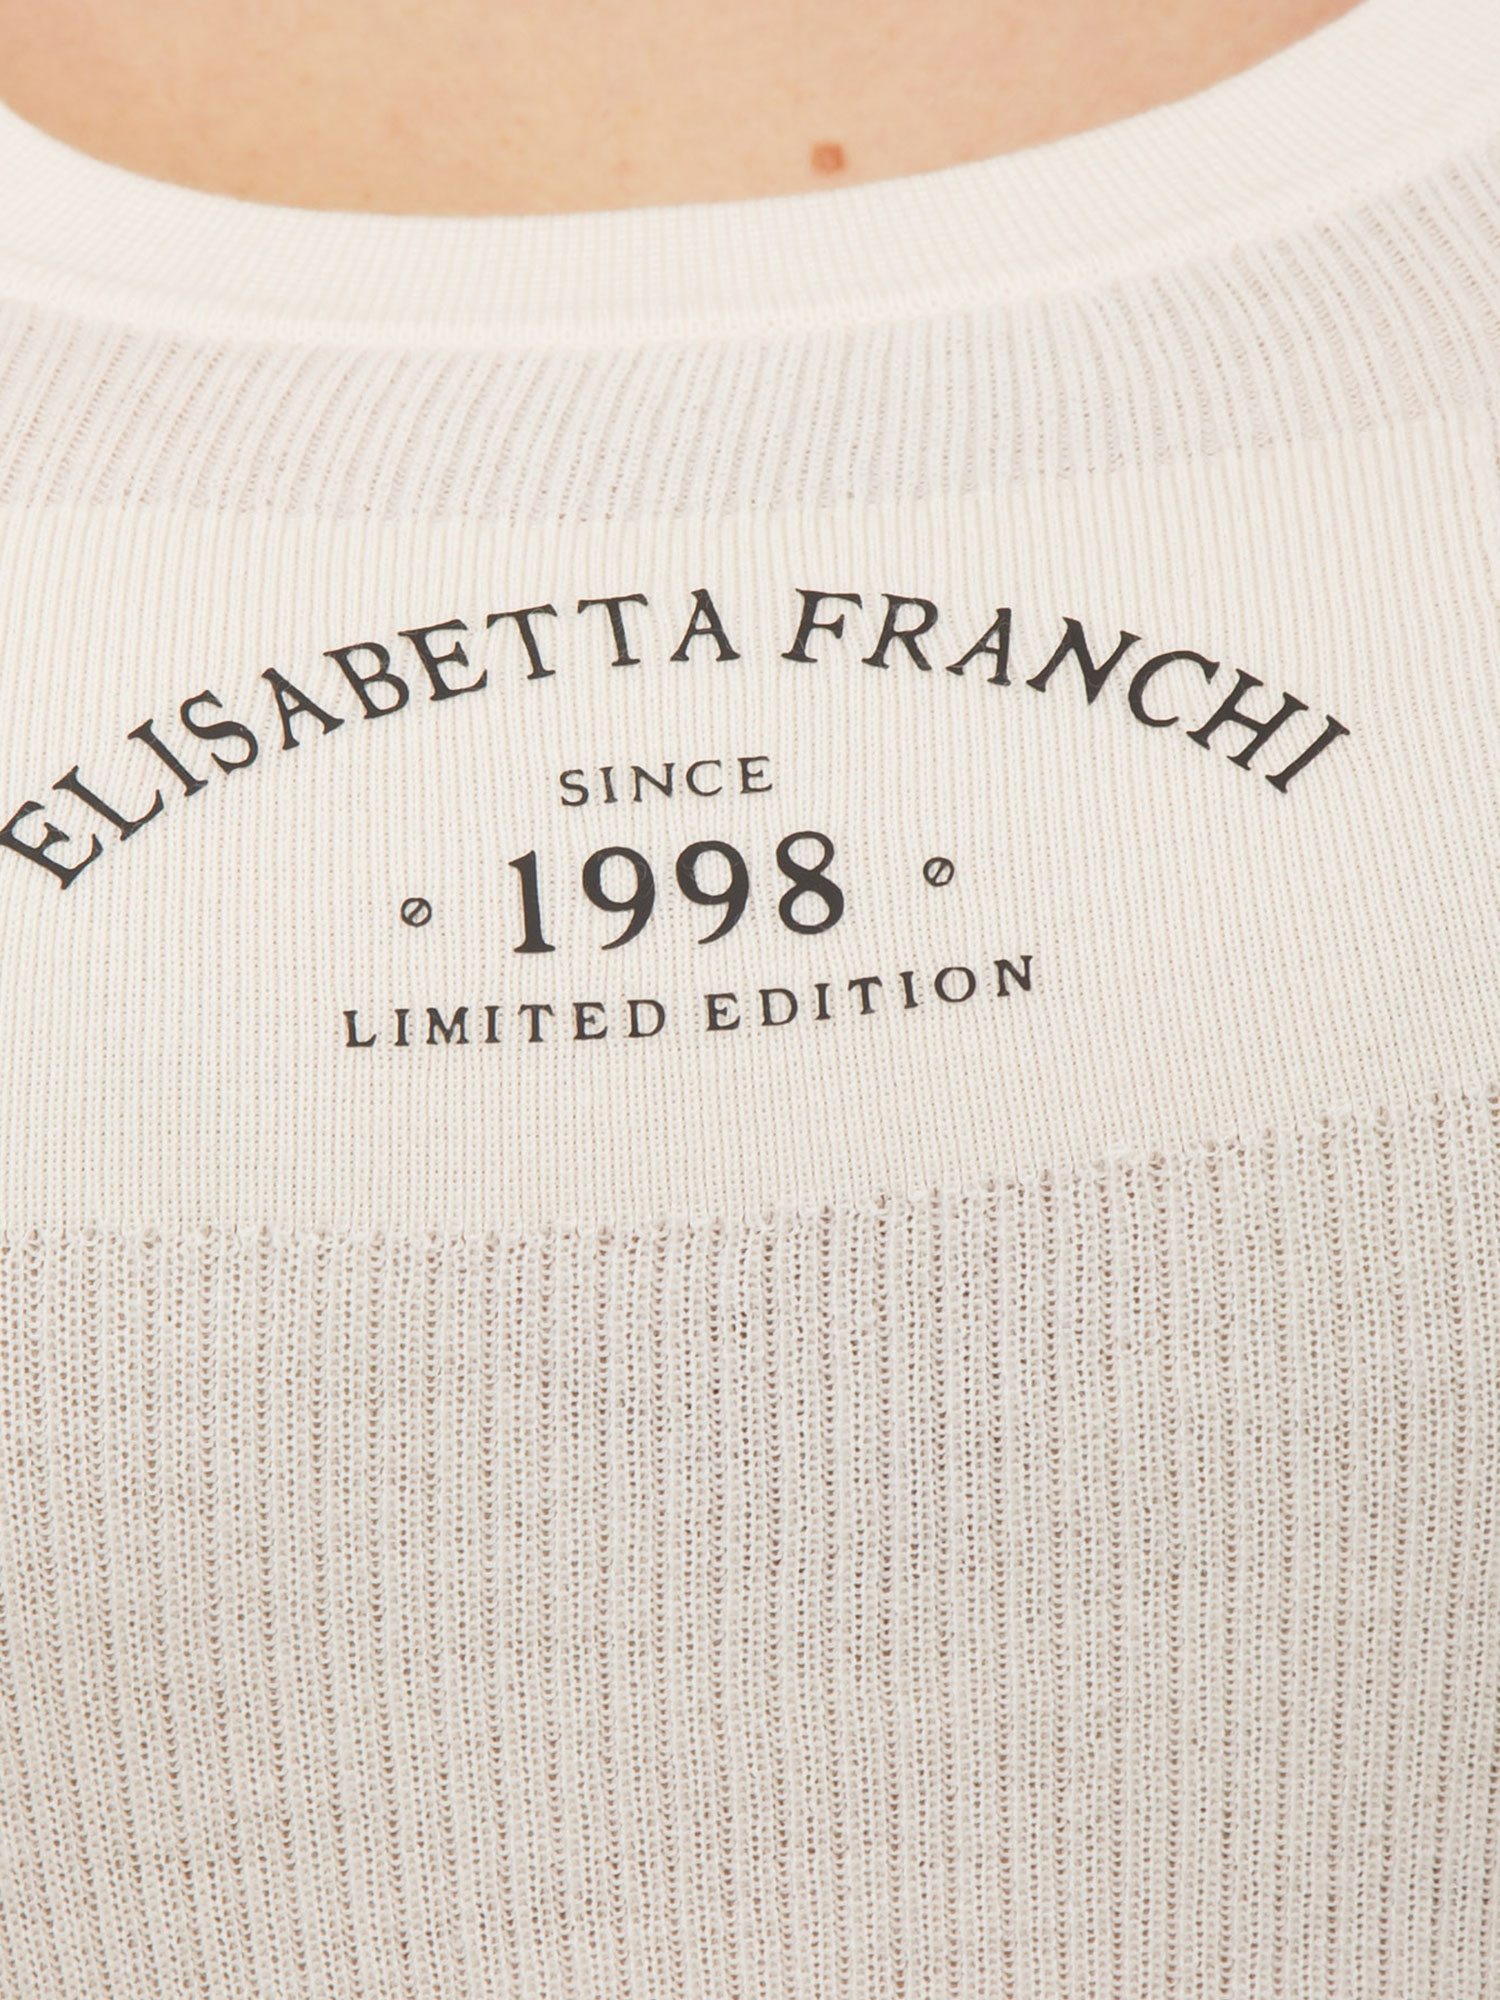 ELISABETTA FRANCHI
SINCE
1998
LIMITED EDITION